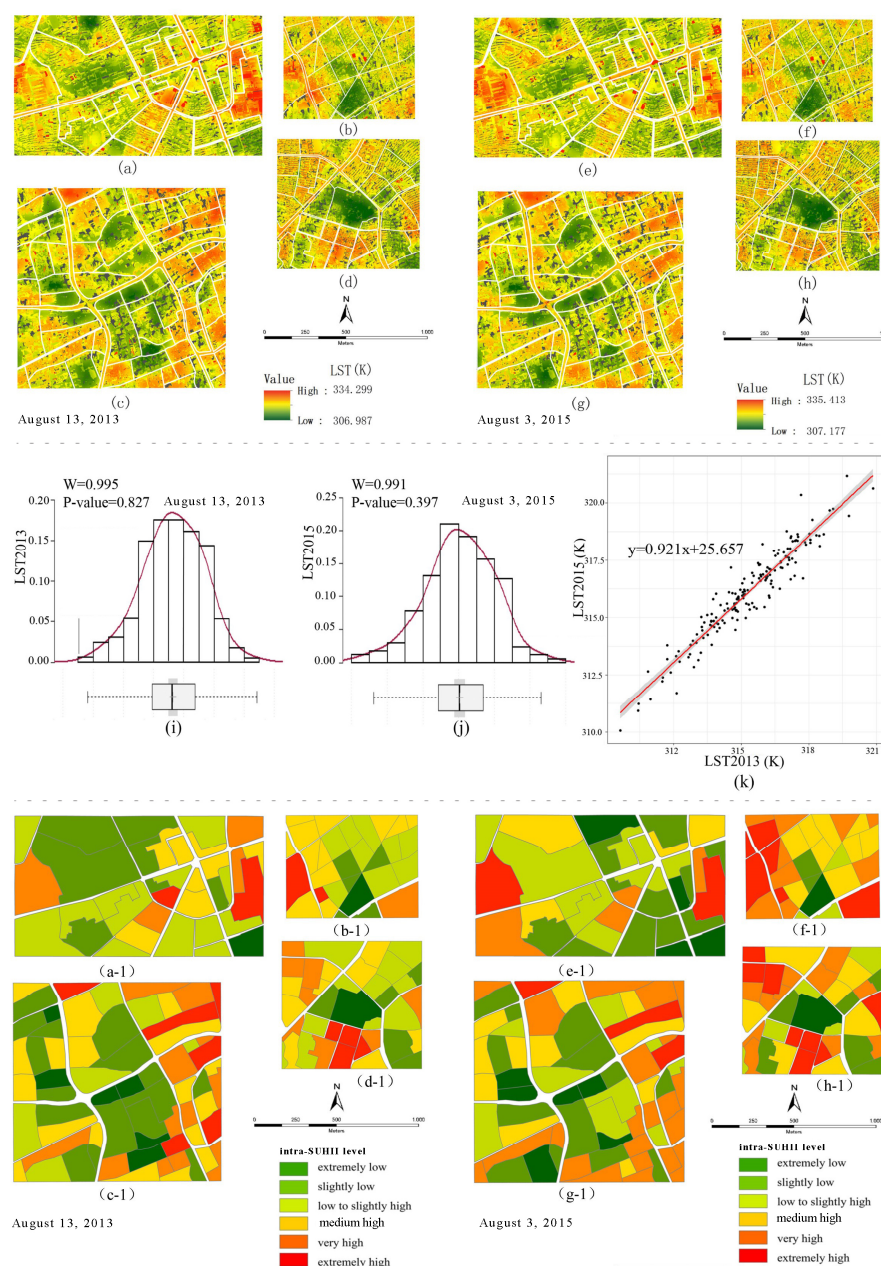 (a)
(b)
(c)
(d)
N
0 250 500 1 000
Meters
Value LST(K)
High : 334.299
Low : 306.987
August 13, 2013
(e)
(f)
(g)
(h)
N
0 250 500 1 000
Meters
Value LST(K)
High : 335.413
Low : 307.177
August 3, 2015
W=0.995
P-value=0.827
August 13, 2013
LST2013
0.20
0.15
0.10
0.05
0.00
(i)
W=0.991
P-value=0.397
August 3, 2015
LST2015
0.25
0.20
0.15
0.10
0.05
0.00
(j)
y=0.921x+25.657
LST2015 (K)
320.0
317.5
315.0
312.5
310.0
312 315 318 321
LST2013 (K)
(k)
(a-1)
(b-1)
(c-1)
(d-1)
N
0 250 500 1 000
Meters
intra-SUHII level
extremely low
slightly low
low to slightly high
medium high
very high
extremely high
August 13, 2013
(e-1)
(f-1)
(g-1)
(h-1)
N
0 250 500 1 000
Meters
intra-SUHII level
extremely low
slightly low
low to slightly high
medium high
very high
extremely high
August 3, 2015